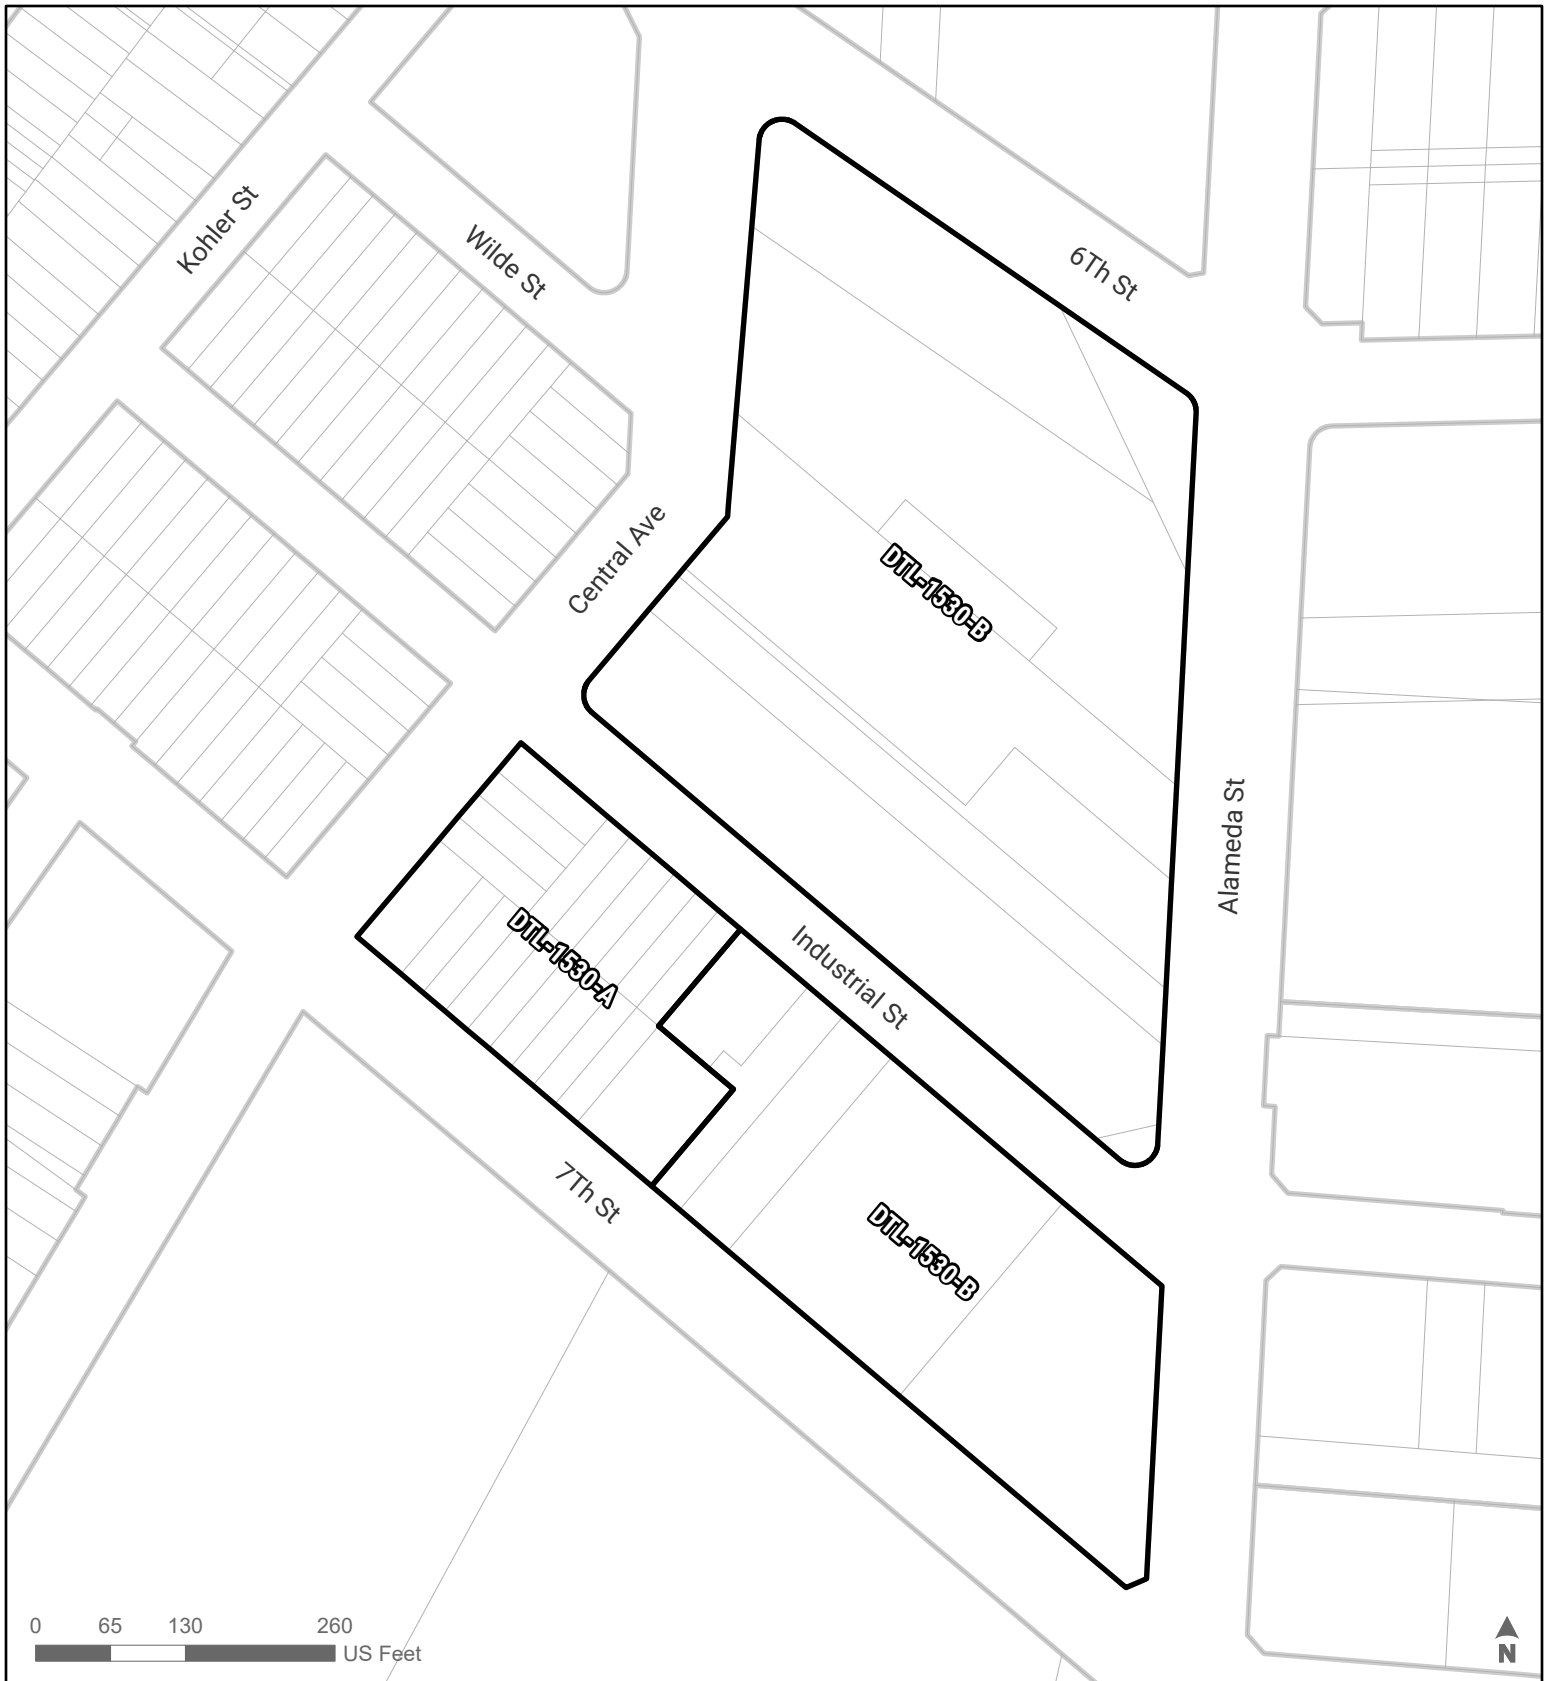 Kohler St
Wilde St
6Th St
Central Ave
DTL-1530-B
Alameda St
DTL-1530-A
Industrial St
7Th St
DTL-1530-B
0 65 130 260
US Feet
N